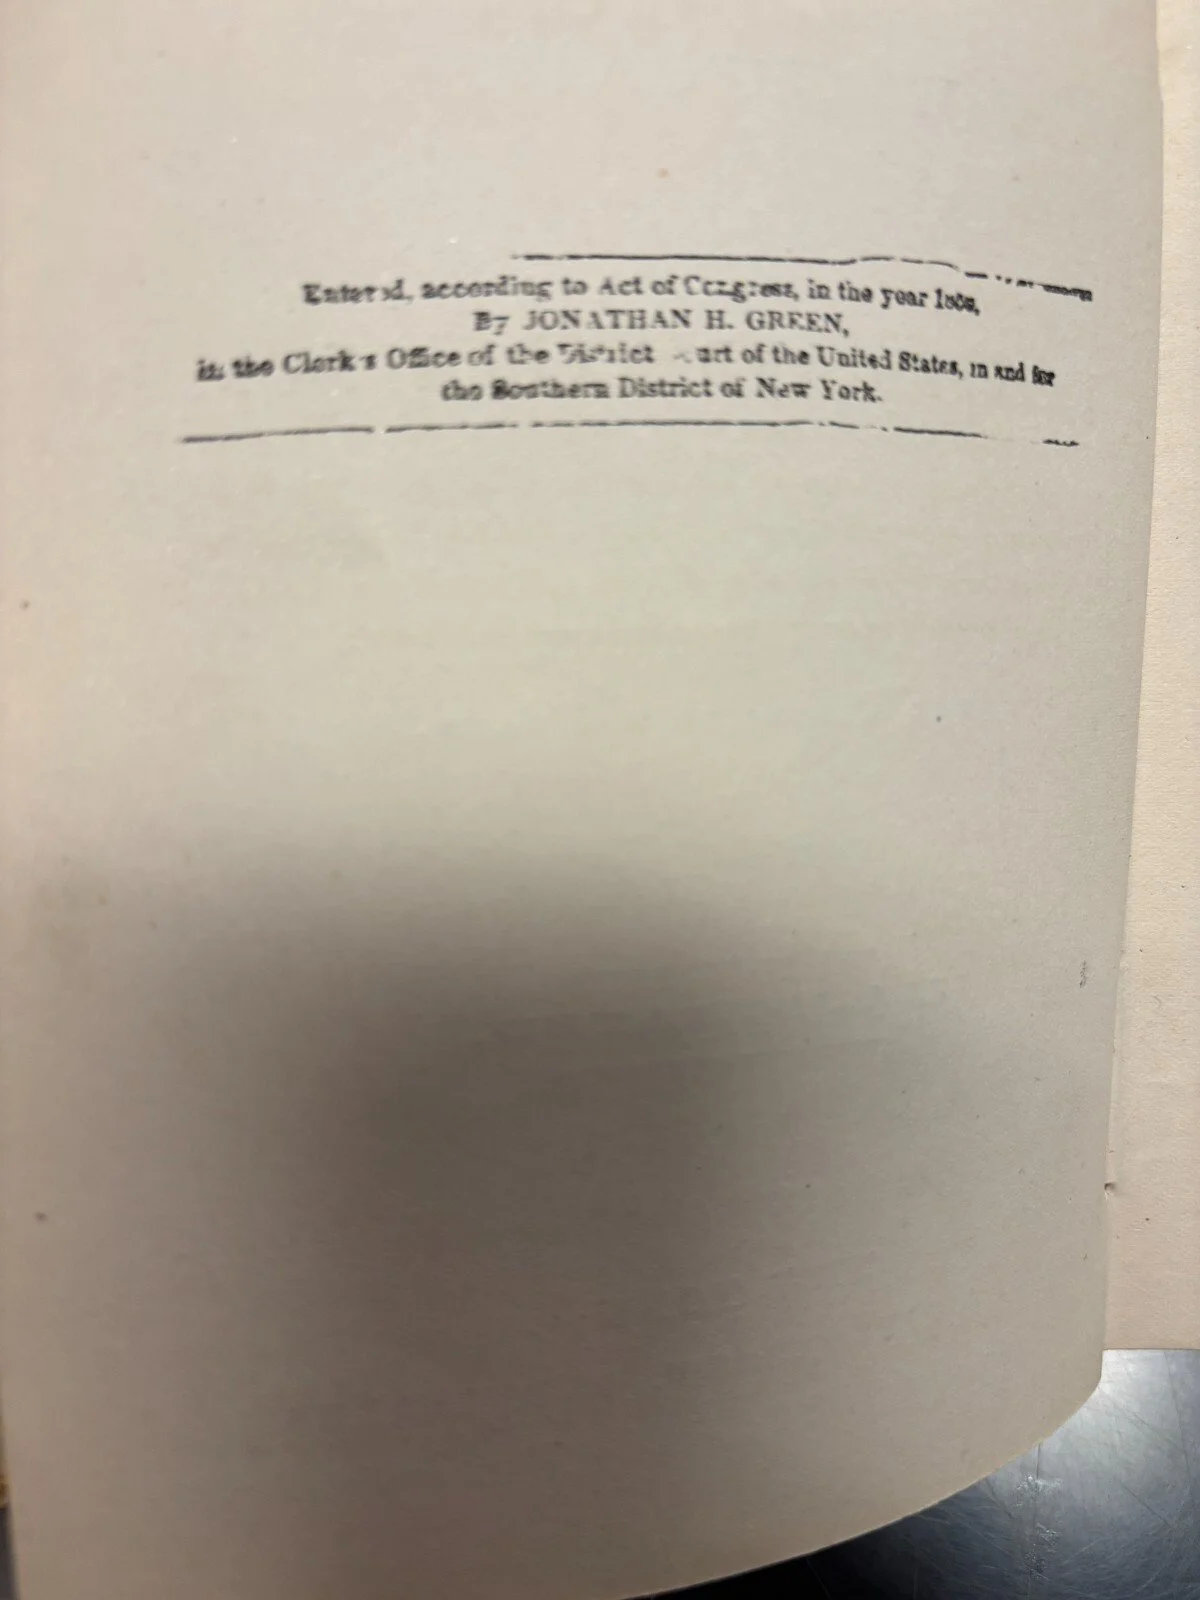 Entered, according to Act of Congress, in the year
By JONATHAN H. GREEN,
in the Clerk's Office of the District Court of the United States, in and for
the Southern District of New York.